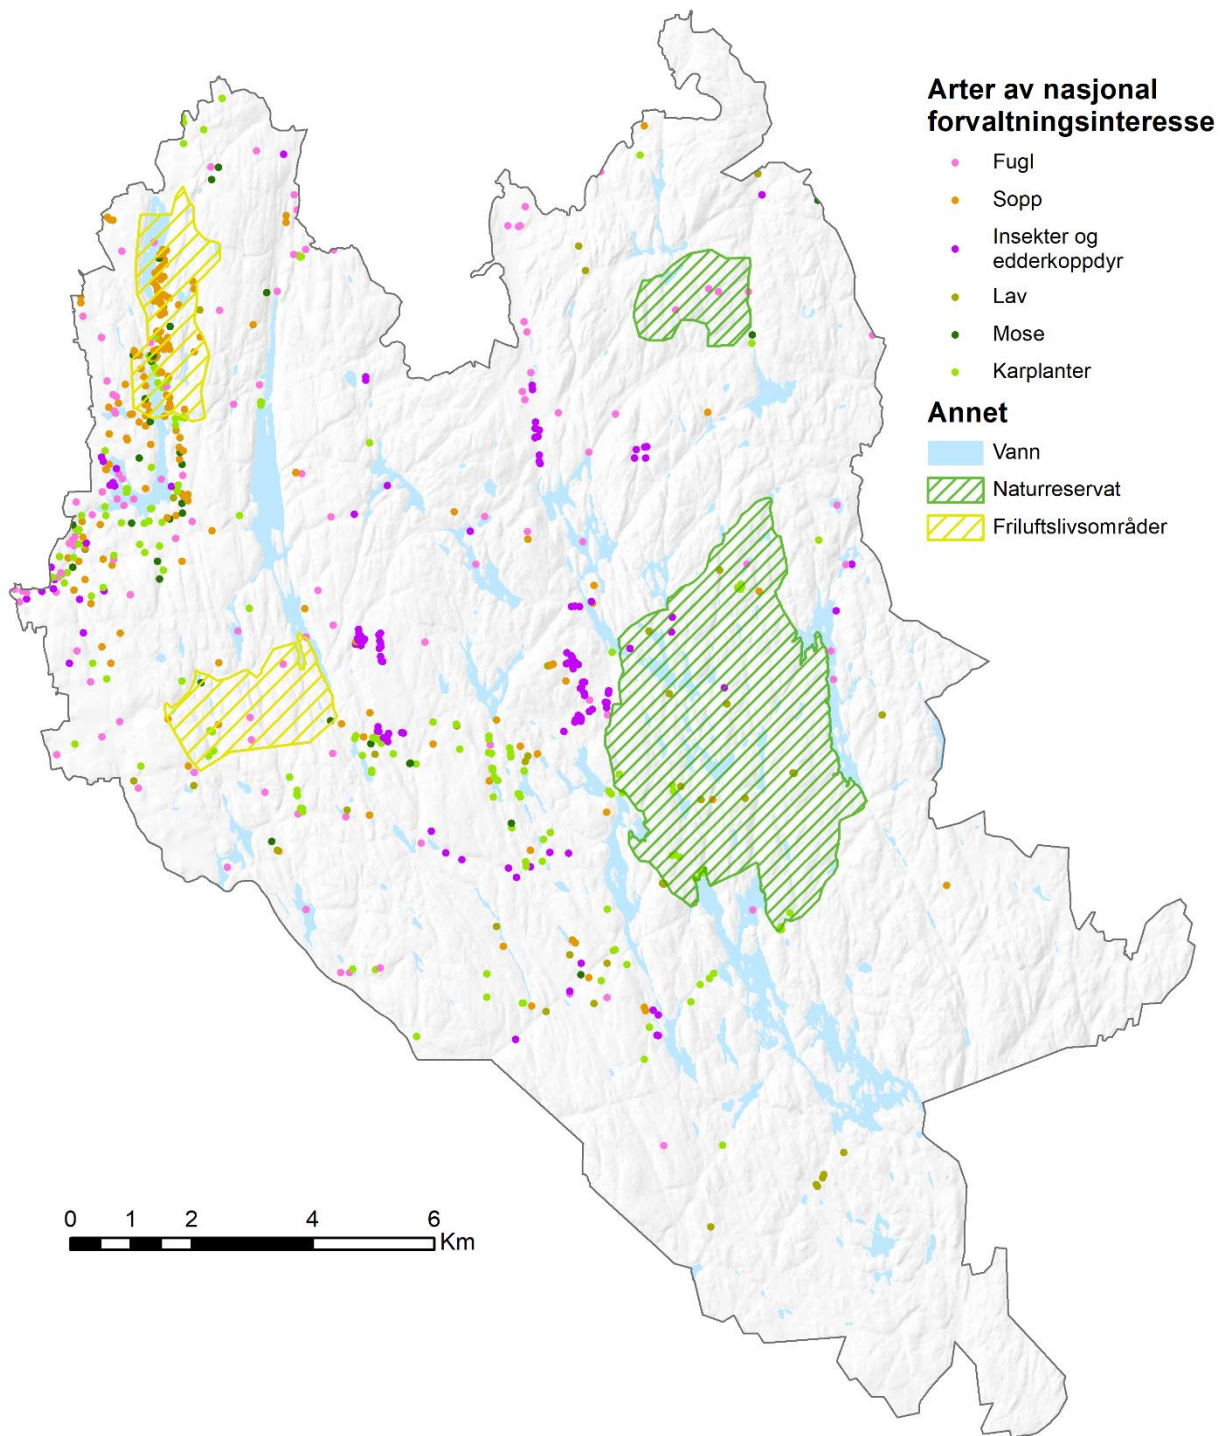 Arter av nasjonal
forvaltningsinteresse
Fugl
Sopp
Insekter og
edderkoppdyr
Lav
Mose
Karplanter
Annet
Vann
Naturreservat
Friluftslivsområder
0 1 2 4 6
Km